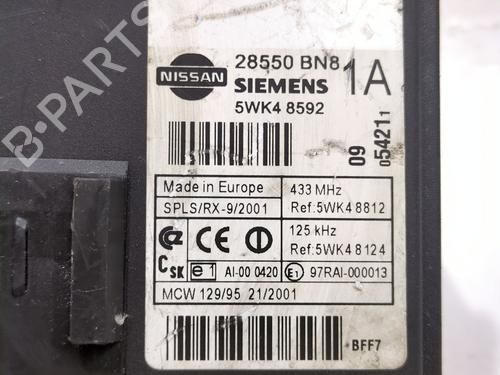 NISSAN
28550 BN8
1A
SIEMENS
5WK4 8592
09
05421₁
Made in Europe
433 MHz
SPLS/RX-9/2001
Ref:5WK4 8812
125 kHz
Ref:5WK4 8124
CSK
e1
AI-00 0420
E1
97RAI-000013
MCW 129/95 21/2001
BFF7
B-PARTS